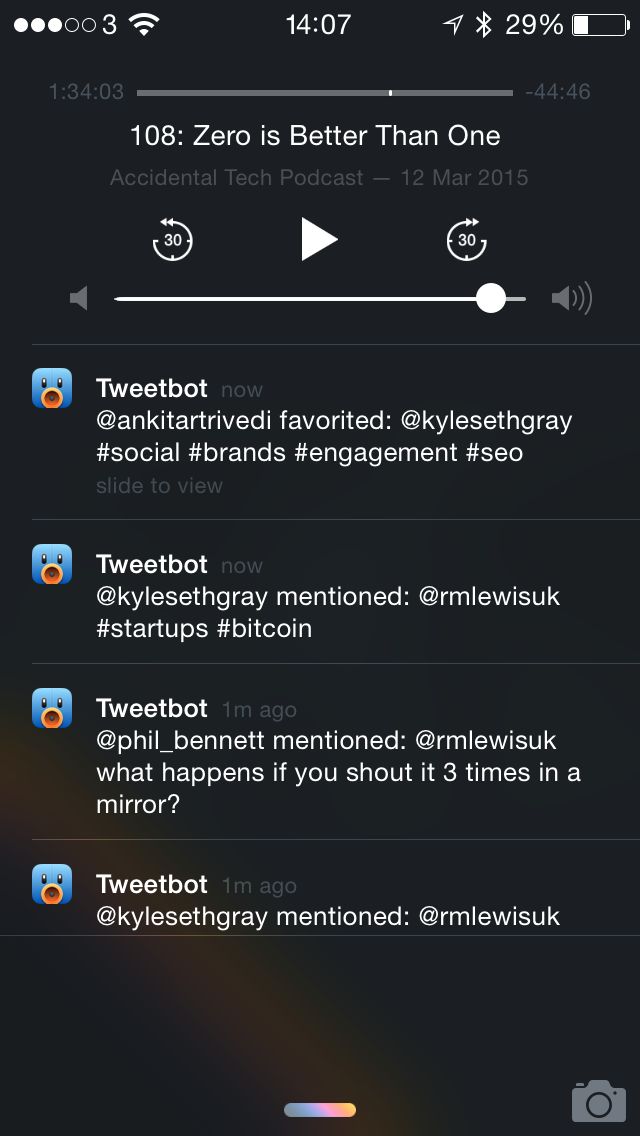 3 14:07 29%
1:34:03 -44:46
108: Zero is Better Than One
Accidental Tech Podcast — 12 Mar 2015
30 30
Tweetbot now
@ankitartrivedi favorited: @kylesethgray
#social #brands #engagement #seo
slide to view
Tweetbot now
@kylesethgray mentioned: @rmlewisuk
#startups #bitcoin
Tweetbot 1m ago
@phil_bennett mentioned: @rmlewisuk
what happens if you shout it 3 times in a
mirror?
Tweetbot 1m ago
@kylesethgray mentioned: @rmlewisuk